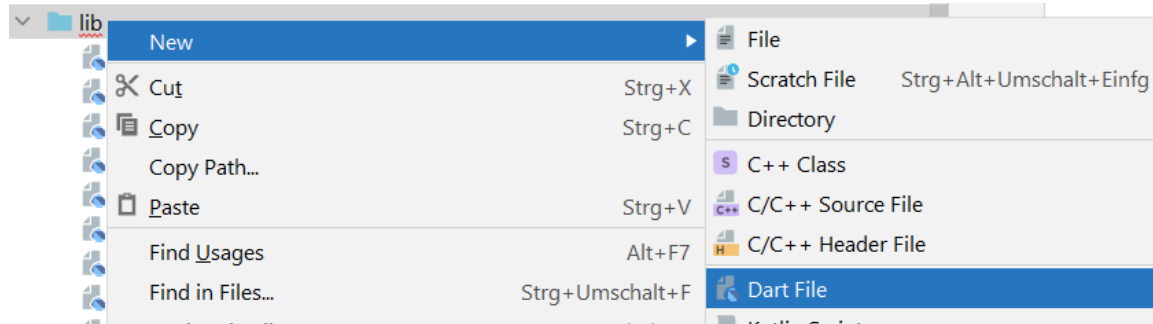 lib
New
Cut Strg+X
Copy Strg+C
Copy Path...
Paste Strg+V
Find Usages Alt+F7
Find in Files... Strg+Umschalt+F
File
Scratch File Strg+Alt+Umschalt+Einfg
Directory
S C++ Class
C++ C/C++ Source File
H C/C++ Header File
Dart File